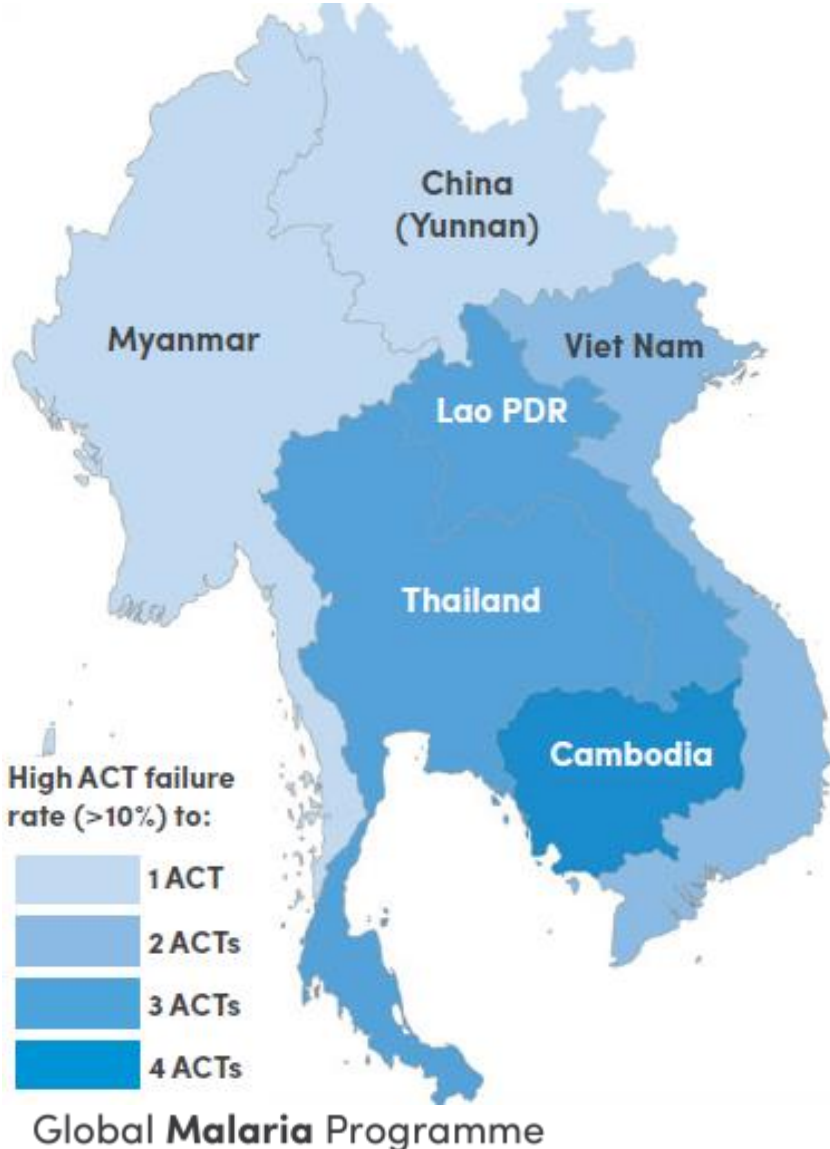 China
(Yunnan)
Myanmar
Viet Nam
Lao PDR
Thailand
Cambodia
High ACT failure
rate (>10%) to:
1 ACT
2 ACTs
3 ACTs
4 ACTs
Global Malaria Programme